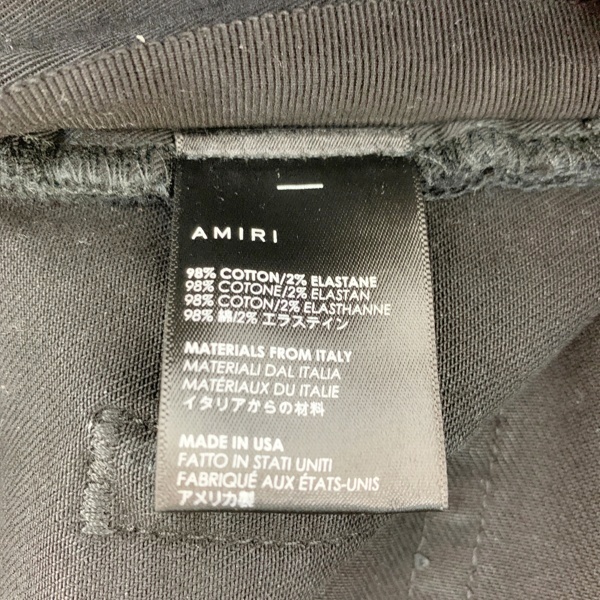 AMIRI
98% COTTON/2% ELASTANE
98% COTONE/2% ELASTAN
98% COTTON/2% ELASTHANNE
98% 綿/2% エラステイン
MATERIALS FROM ITALY
MATERIALI DAL ITALIA
MATÉRIAUX DU ITALIE
イタリアからの材料
MADE IN USA
FATTO IN STATI UNITI
FABRIQUÉ AUX ÉTATS-UNIS
アメリカ製